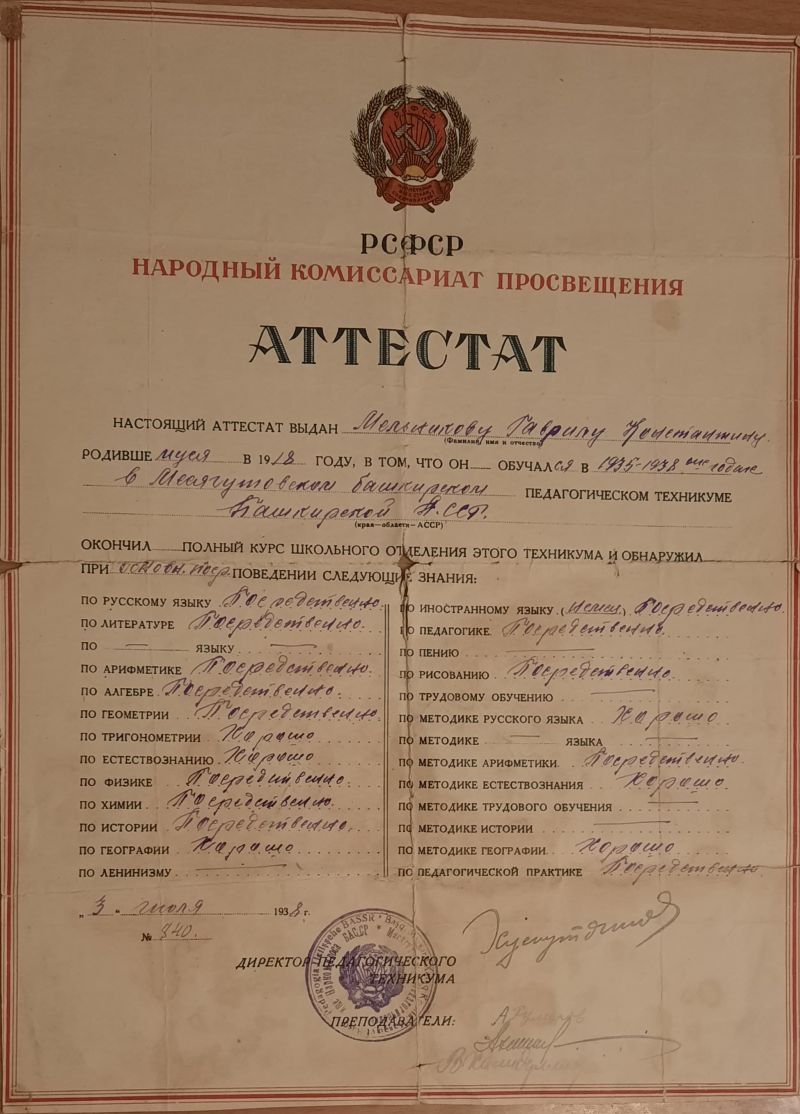 РСФСР
РСФСР
НАРОДНЫЙ КОМИССАРИАТ ПРОСВЕЩЕНИЯ
АТТЕСТАТ
НАСТОЯЩИЙ АТТЕСТАТ ВЫДАН Мельникову Гаврилу Константину.
(Фамилия, имя и отчество)
РОДИВШЕмуся В 1918 ГОДУ, В ТОМ, ЧТО ОН ОБУЧАЛСЯ В 1935-1938 годах
в Месягутовском башкирском ПЕДАГОГИЧЕСКОМ ТЕХНИКУМЕ
Башкирской А.ССР.
(края—области—АССР)
ОКОНЧИЛ ПОЛНЫЙ КУРС ШКОЛЬНОГО ОТДЕЛЕНИЯ ЭТОГО ТЕХНИКУМА И ОБНАРУЖИЛ
ПРИ ПОВЕДЕНИИ СЛЕДУЮЩИЕ ЗНАНИЯ:
ПО РУССКОМУ ЯЗЫКУ Посредственно.
ПО ЛИТЕРАТУРЕ Посредственно.
ПО — ЯЗЫКУ —
ПО АРИФМЕТИКЕ Посредственно.
ПО АЛГЕБРЕ Посредственно.
ПО ГЕОМЕТРИИ Посредственно.
ПО ТРИГОНОМЕТРИИ Хорошо
ПО ЕСТЕСТВОЗНАНИЮ Хорошо
ПО ФИЗИКЕ Посредственно.
ПО ХИМИИ Посредственно.
ПО ИСТОРИИ Посредственно.
ПО ГЕОГРАФИИ Хорошо
ПО ЛЕНИНИЗМУ —
ПО ИНОСТРАННОМУ ЯЗЫКУ (немец.) Посредственно.
ПО ПЕДАГОГИКЕ Посредственно.
ПО ПЕНИЮ —
ПО РИСОВАНИЮ Посредственно.
ПО ТРУДОВОМУ ОБУЧЕНИЮ —
ПО МЕТОДИКЕ РУССКОГО ЯЗЫКА Хорошо
ПО МЕТОДИКЕ — ЯЗЫКА —
ПО МЕТОДИКЕ АРИФМЕТИКИ Посредственно.
ПО МЕТОДИКЕ ЕСТЕСТВОЗНАНИЯ Хорошо
ПО МЕТОДИКЕ ТРУДОВОГО ОБУЧЕНИЯ —
ПО МЕТОДИКЕ ИСТОРИИ —
ПО МЕТОДИКЕ ГЕОГРАФИИ Хорошо
ПО ПЕДАГОГИЧЕСКОЙ ПРАКТИКЕ Посредственно.
„3" июля 1938 г.
№ 340.
ДИРЕКТОР ПЕДАГОГИЧЕСКОГО
ТЕХНИКУМА
ПРЕПОДАВАТЕЛИ: